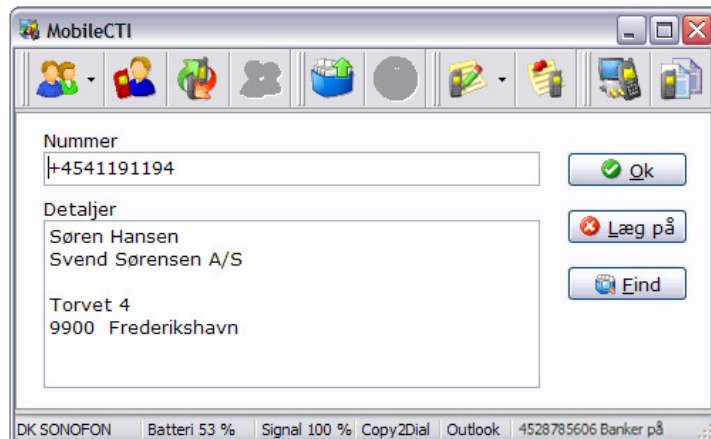 MobileCTI
Nummer
+4541191194
Ok
Detaljer
Søren Hansen
Svend Sørensen A/S
Læg på
Find
Torvet 4
9900 Frederikshavn
DK SONOFON Batteri 53 % Signal 100 % Copy2Dial Outlook 4528785606 Banker på